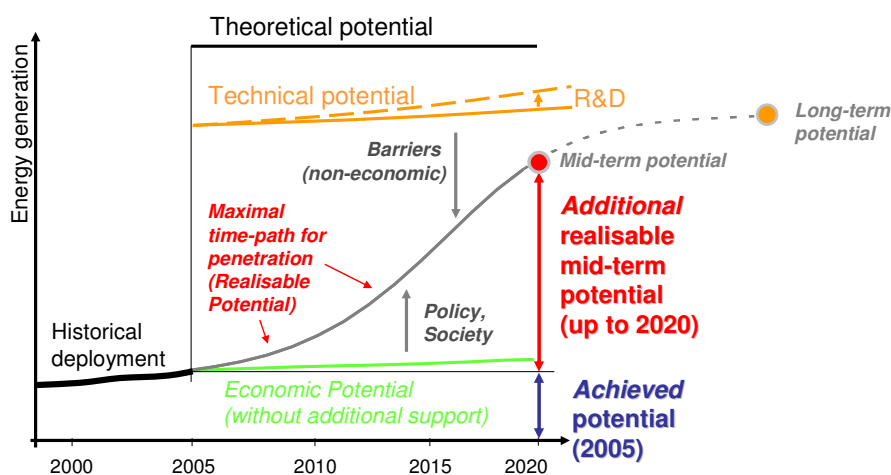 Theoretical potential
Energy generation
Technical potential
R&D
Long-term
potential
Barriers
(non-economic)
Mid-term potential
Maximal
time-path for
penetration
(Realisable
Potential)
Additional
realisable
mid-term
potential
(up to 2020)
Policy,
Society
Historical
deployment
Economic Potential
(without additional support)
Achieved
potential
(2005)
2000
2005
2010
2015
2020